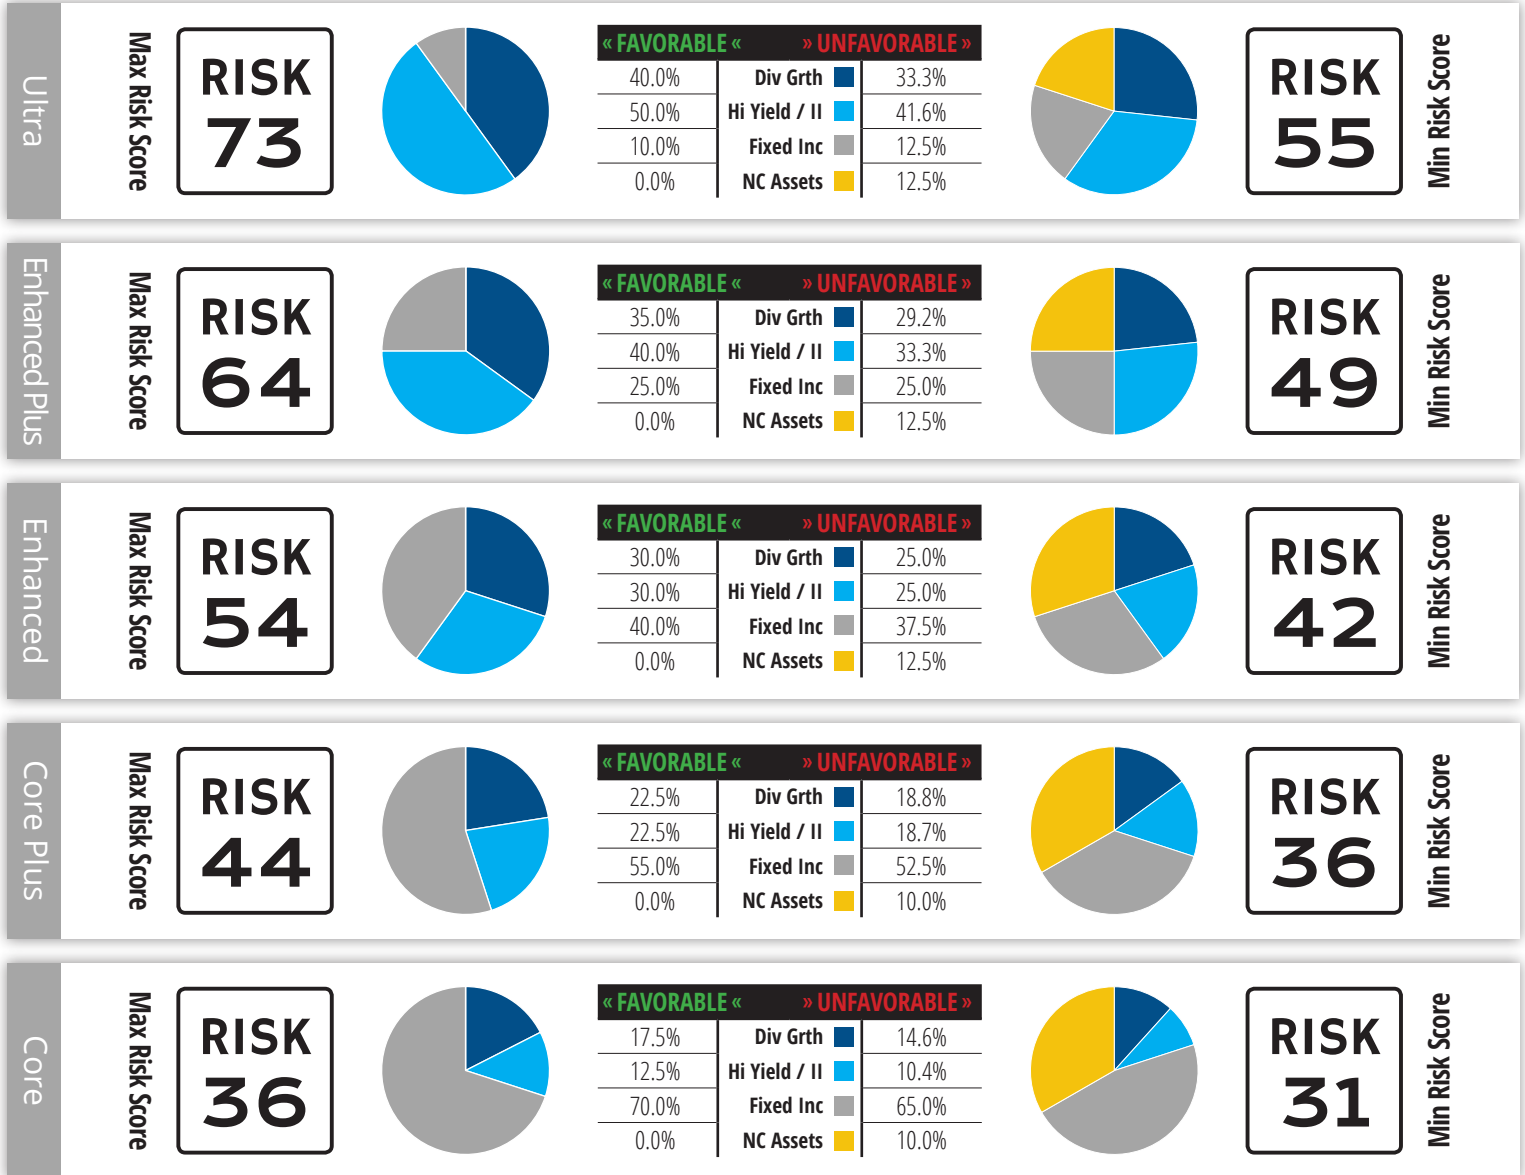 Ultra
Max Risk Score
RISK
73
« FAVORABLE « » UNFAVORABLE »
40.0% Div Grth 33.3%
50.0% Hi Yield / II 41.6%
10.0% Fixed Inc 12.5%
0.0% NC Assets 12.5%
RISK
55
Min Risk Score
Enhanced Plus
Max Risk Score
RISK
64
« FAVORABLE « » UNFAVORABLE »
35.0% Div Grth 29.2%
40.0% Hi Yield / II 33.3%
25.0% Fixed Inc 25.0%
0.0% NC Assets 12.5%
RISK
49
Min Risk Score
Enhanced
Max Risk Score
RISK
54
« FAVORABLE « » UNFAVORABLE »
30.0% Div Grth 25.0%
30.0% Hi Yield / II 25.0%
40.0% Fixed Inc 37.5%
0.0% NC Assets 12.5%
RISK
42
Min Risk Score
Core Plus
Max Risk Score
RISK
44
« FAVORABLE « » UNFAVORABLE »
22.5% Div Grth 18.8%
22.5% Hi Yield / II 18.7%
55.0% Fixed Inc 52.5%
0.0% NC Assets 10.0%
RISK
36
Min Risk Score
Core
Max Risk Score
RISK
36
« FAVORABLE « » UNFAVORABLE »
17.5% Div Grth 14.6%
12.5% Hi Yield / II 10.4%
70.0% Fixed Inc 65.0%
0.0% NC Assets 10.0%
RISK
31
Min Risk Score